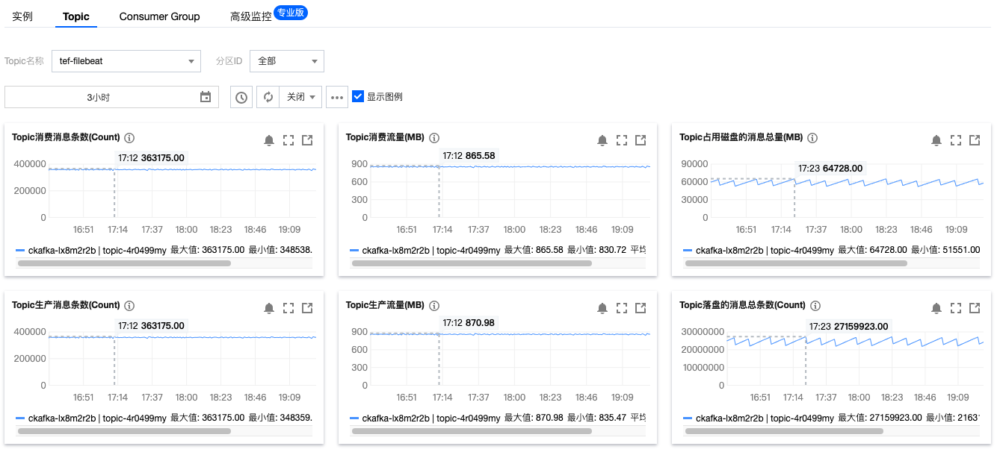 实例 Topic Consumer Group 高级监控 专业版
Topic名称 tef-filebeat 分区ID 全部
3小时 关闭 显示图例
Topic消费消息条数(Count)
17:12 363175.00
400000
200000
0
16:51 17:14 17:37 18:00 18:23 18:46 19:09
ckafka-lx8m2r2b | topic-4r0499my 最大值: 363175.00 最小值: 348538.
Topic消费流量(MB)
17:12 865.58
900
600
300
0
16:51 17:14 17:37 18:00 18:23 18:46 19:09
ckafka-lx8m2r2b | topic-4r0499my 最大值: 865.58 最小值: 830.72 平均
Topic占用磁盘的消息总量(MB)
17:23 64728.00
90000
60000
30000
0
16:51 17:14 17:37 18:00 18:23 18:46 19:09
ckafka-lx8m2r2b | topic-4r0499my 最大值: 64728.00 最小值: 51551.00
Topic生产消息条数(Count)
17:12 363175.00
400000
200000
0
16:51 17:14 17:37 18:00 18:23 18:46 19:09
ckafka-lx8m2r2b | topic-4r0499my 最大值: 363175.00 最小值: 348359.
Topic生产流量(MB)
17:12 870.98
900
600
300
0
16:51 17:14 17:37 18:00 18:23 18:46 19:09
ckafka-lx8m2r2b | topic-4r0499my 最大值: 870.98 最小值: 835.47 平均
Topic落盘的消息总条数(Count)
17:23 27159923.00
30000000
20000000
10000000
0
16:51 17:14 17:37 18:00 18:23 18:46 19:09
ckafka-lx8m2r2b | topic-4r0499my 最大值: 27159923.00 最小值: 21631